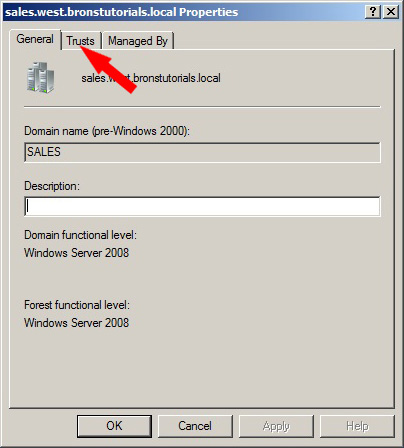 sales.west.bronstutorials.local Properties
General Trusts Managed By
sales.west.bronstutorials.local
Domain name (pre-Windows 2000):
SALES
Description:
Domain functional level:
Windows Server 2008
Forest functional level:
Windows Server 2008
OK Cancel Apply Help